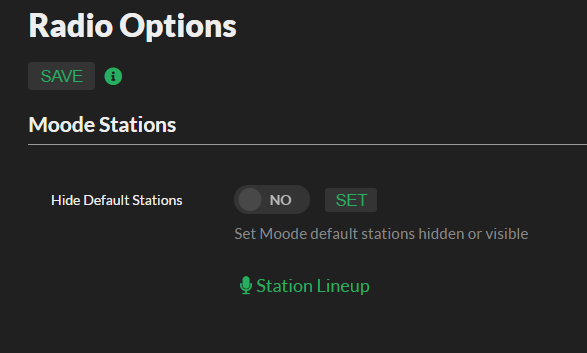 Radio Options
SAVE
Moode Stations
Hide Default Stations NO SET
Set Moode default stations hidden or visible
Station Lineup